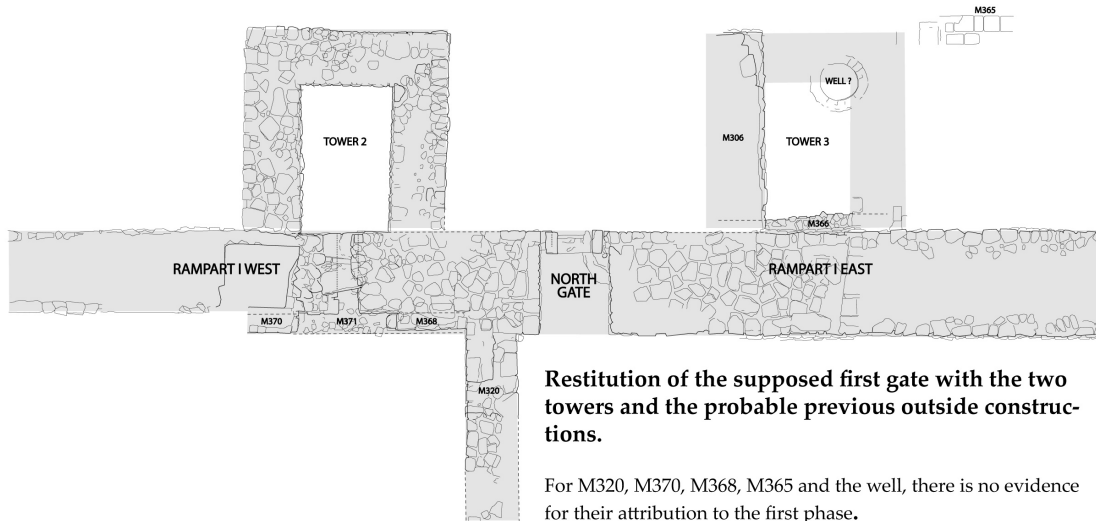 M365
WELL ?
TOWER 2
M306
TOWER 3
M366
RAMPART I WEST
NORTH
GATE
RAMPART I EAST
M370
M371
M368
M320
Restitution of the supposed first gate with the two
towers and the probable previous outside construc-
tions.
For M320, M370, M368, M365 and the well, there is no evidence
for their attribution to the first phase.